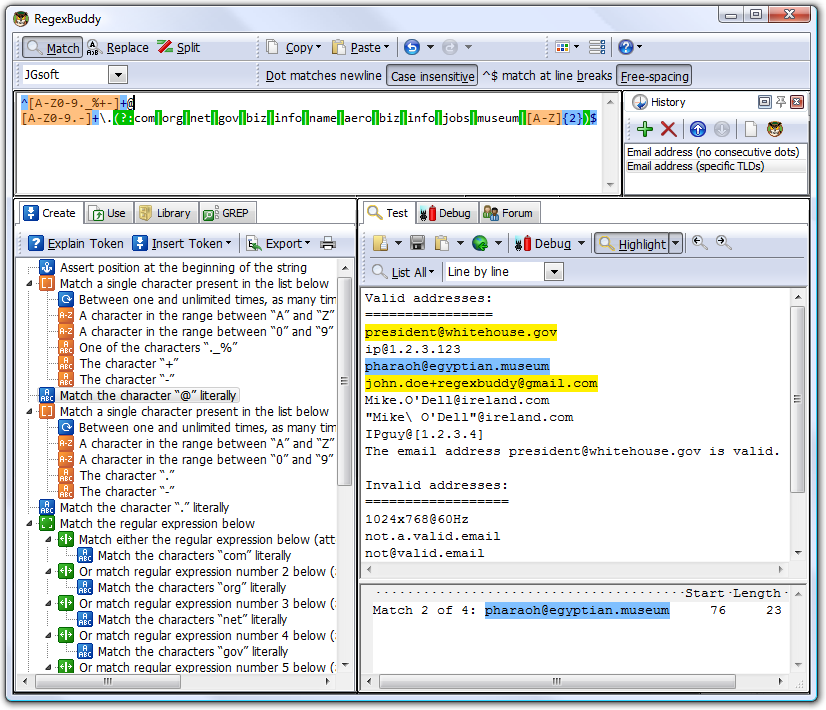 RegexBuddy
Match Replace Split Copy Paste
JGsoft Dot matches newline Case insensitive ^$ match at line breaks Free-spacing
^[A-Z0-9._%+-]+@
[A-Z0-9.-]+\.(?:com|org|net|gov|biz|info|name|aero|biz|info|jobs|museum|[A-Z]{2})$
History
Email address (no consecutive dots)
Email address (specific TLDs)
Create Use Library GREP
Explain Token Insert Token Export
Assert position at the beginning of the string
Match a single character present in the list below
Between one and unlimited times, as many tim
A character in the range between “A” and “Z”
A character in the range between “0” and “9”
One of the characters “._%”
The character “+”
The character “-”
Match the character “@” literally
Match a single character present in the list below
Between one and unlimited times, as many tim
A character in the range between “A” and “Z”
A character in the range between “0” and “9”
The character “.”
The character “-”
Match the character “.” literally
Match the regular expression below
Match either the regular expression below (att
Match the characters “com” literally
Or match regular expression number 2 below (
Match the characters “org” literally
Or match regular expression number 3 below (
Match the characters “net” literally
Or match regular expression number 4 below (
Match the characters “gov” literally
Or match regular expression number 5 below (
Test Debug Forum
Debug Highlight
List All Line by line
Valid addresses:
================
president@whitehouse.gov
ip@1.2.3.123
pharaoh@egyptian.museum
john.doe+regexbuddy@gmail.com
Mike.O'Dell@ireland.com
"Mike\ O'Dell"@ireland.com
IPguy@[1.2.3.4]
The email address president@whitehouse.gov is valid.
Invalid addresses:
==================
1024x768@60Hz
not.a.valid.email
not@valid.email
Start Length
Match 2 of 4: pharaoh@egyptian.museum 76 23